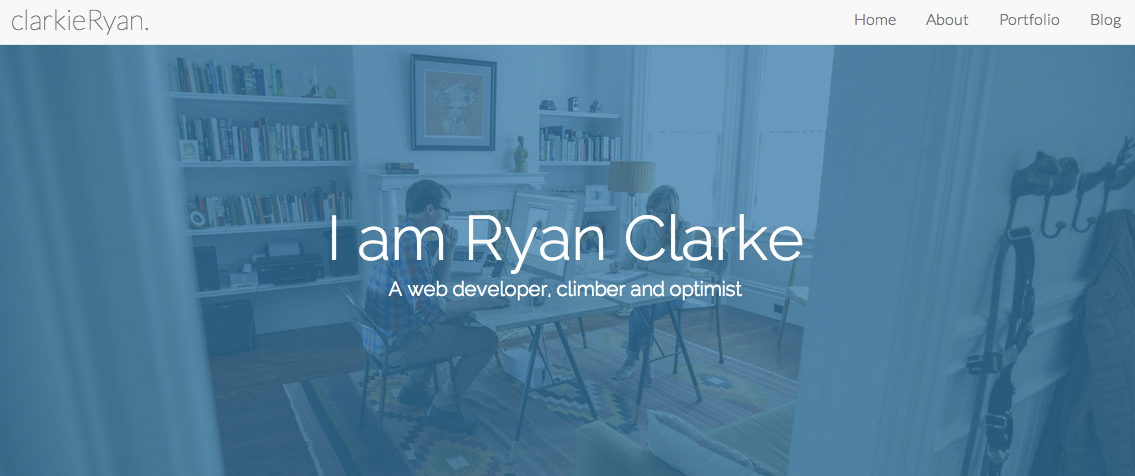 clarkieRyan.
Home About Portfolio Blog
I am Ryan Clarke
A web developer, climber and optimist